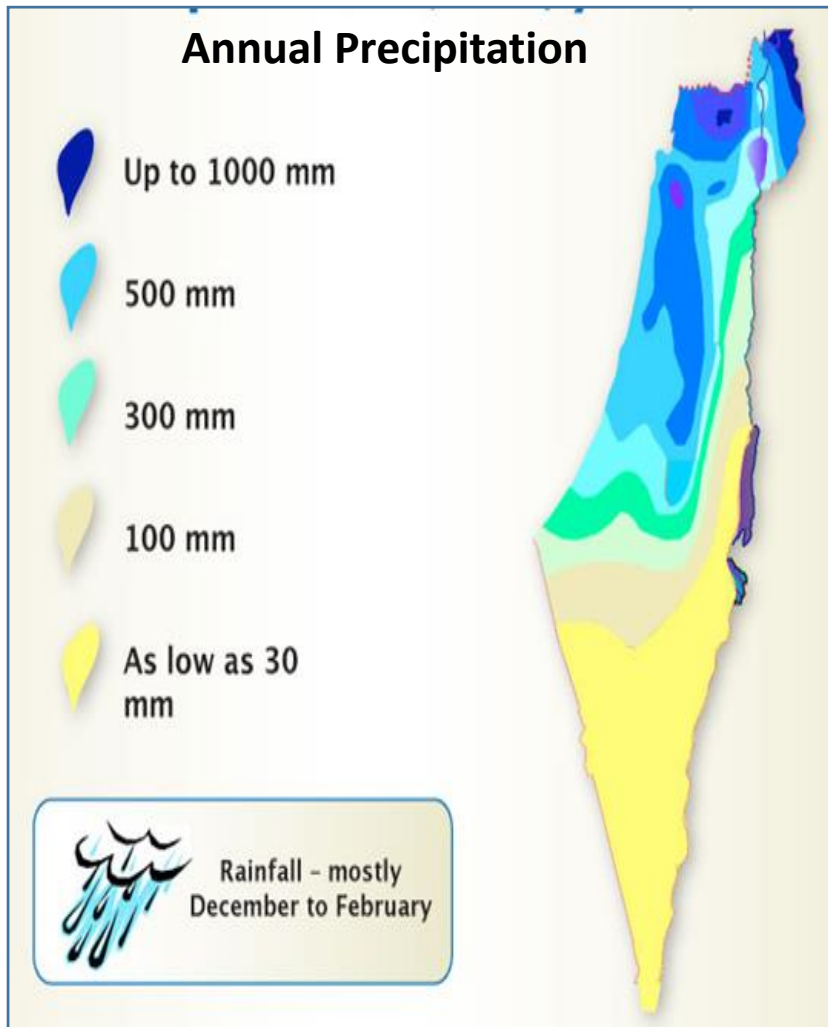 Annual Precipitation
Up to 1000 mm
500 mm
300 mm
100 mm
As low as 30
mm
Rainfall – mostly
December to February